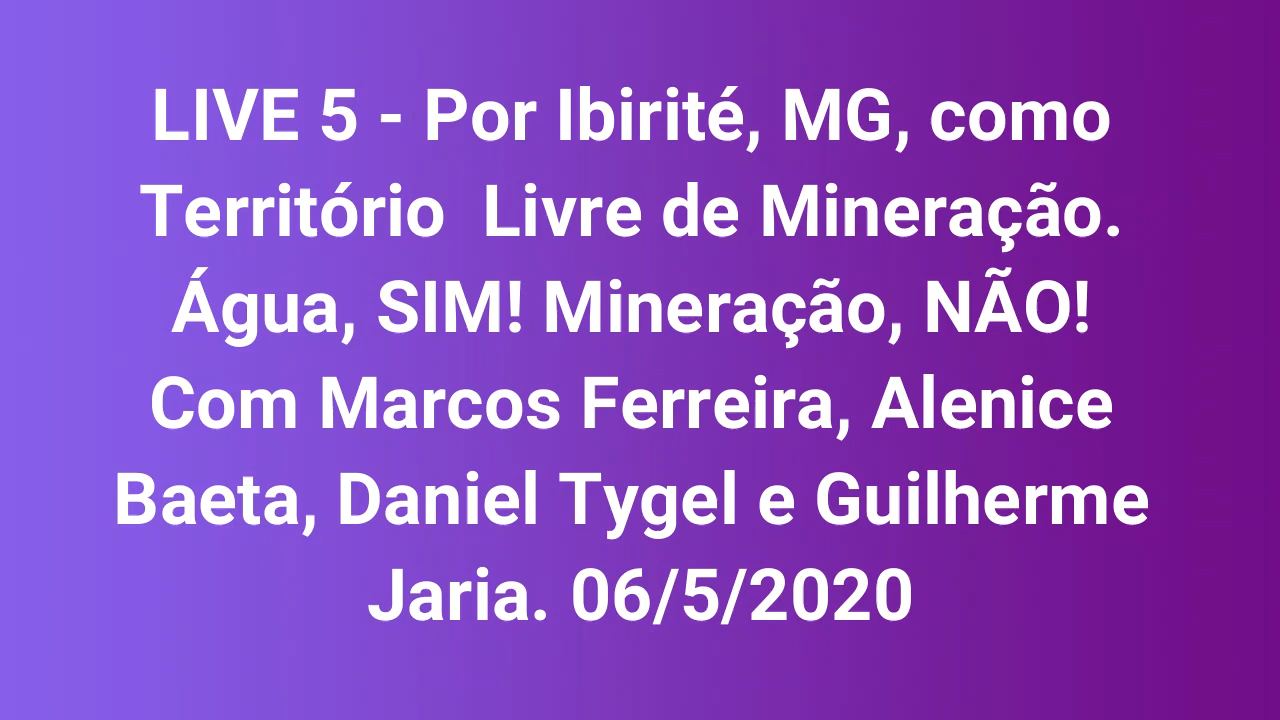 LIVE 5 - Por Ibirité, MG, como
Território  Livre de Mineração.
Água, SIM! Mineração, NÃO!
Com Marcos Ferreira, Alenice
Baeta, Daniel Tygel e Guilherme
Jaria. 06/5/2020